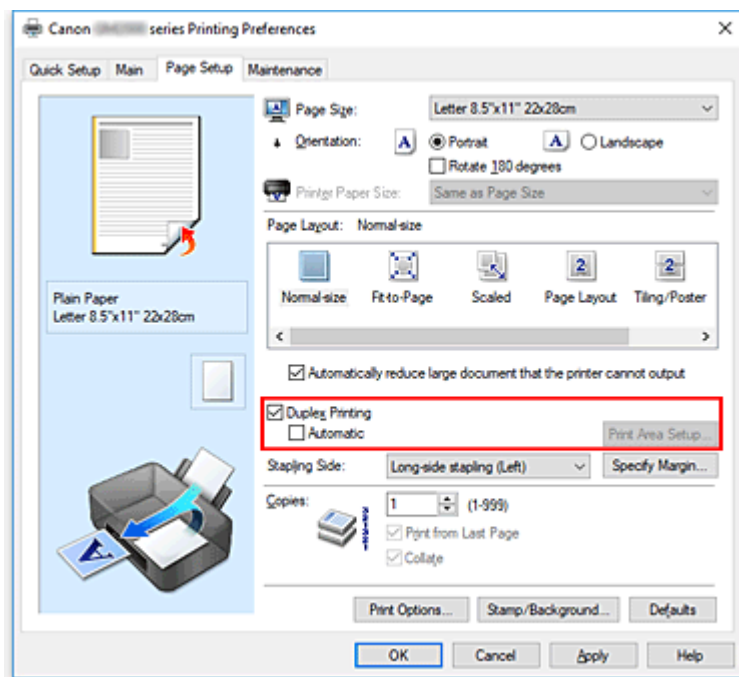 Canon series Printing Preferences
Quick Setup Main Page Setup Maintenance
Page Size: Letter 8.5"x11" 22x28cm
Orientation: A Portrait A Landscape
Rotate 180 degrees
Printer Paper Size: Same as Page Size
Page Layout: Normal-size
2 2
Normal-size Fit-to-Page Scaled Page Layout Tiling/Poster
Plain Paper
Letter 8.5"x11" 22x28cm
Automatically reduce large document that the printer cannot output
Duplex Printing
Automatic Print Area Setup...
Stapling Side: Long-side stapling (Left) Specify Margin...
Copies: 1 (1-999)
Print from Last Page
Collate
A
Print Options... Stamp/Background... Defaults
OK Cancel Apply Help